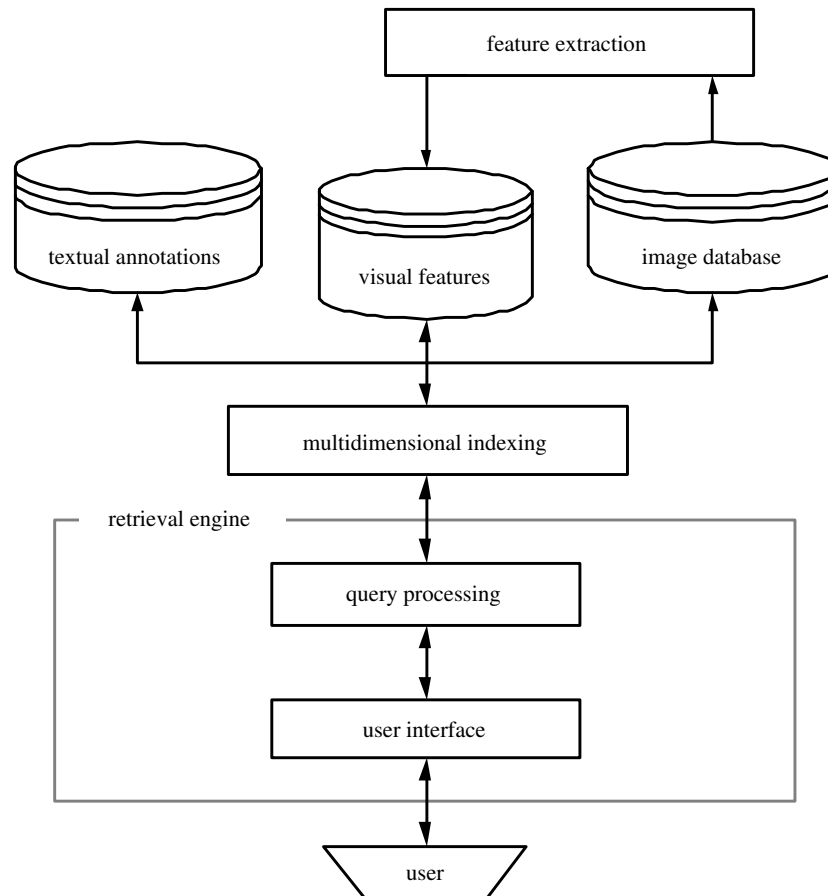 feature extraction
textual annotations
visual features
image database
multidimensional indexing
retrieval engine
query processing
user interface
user